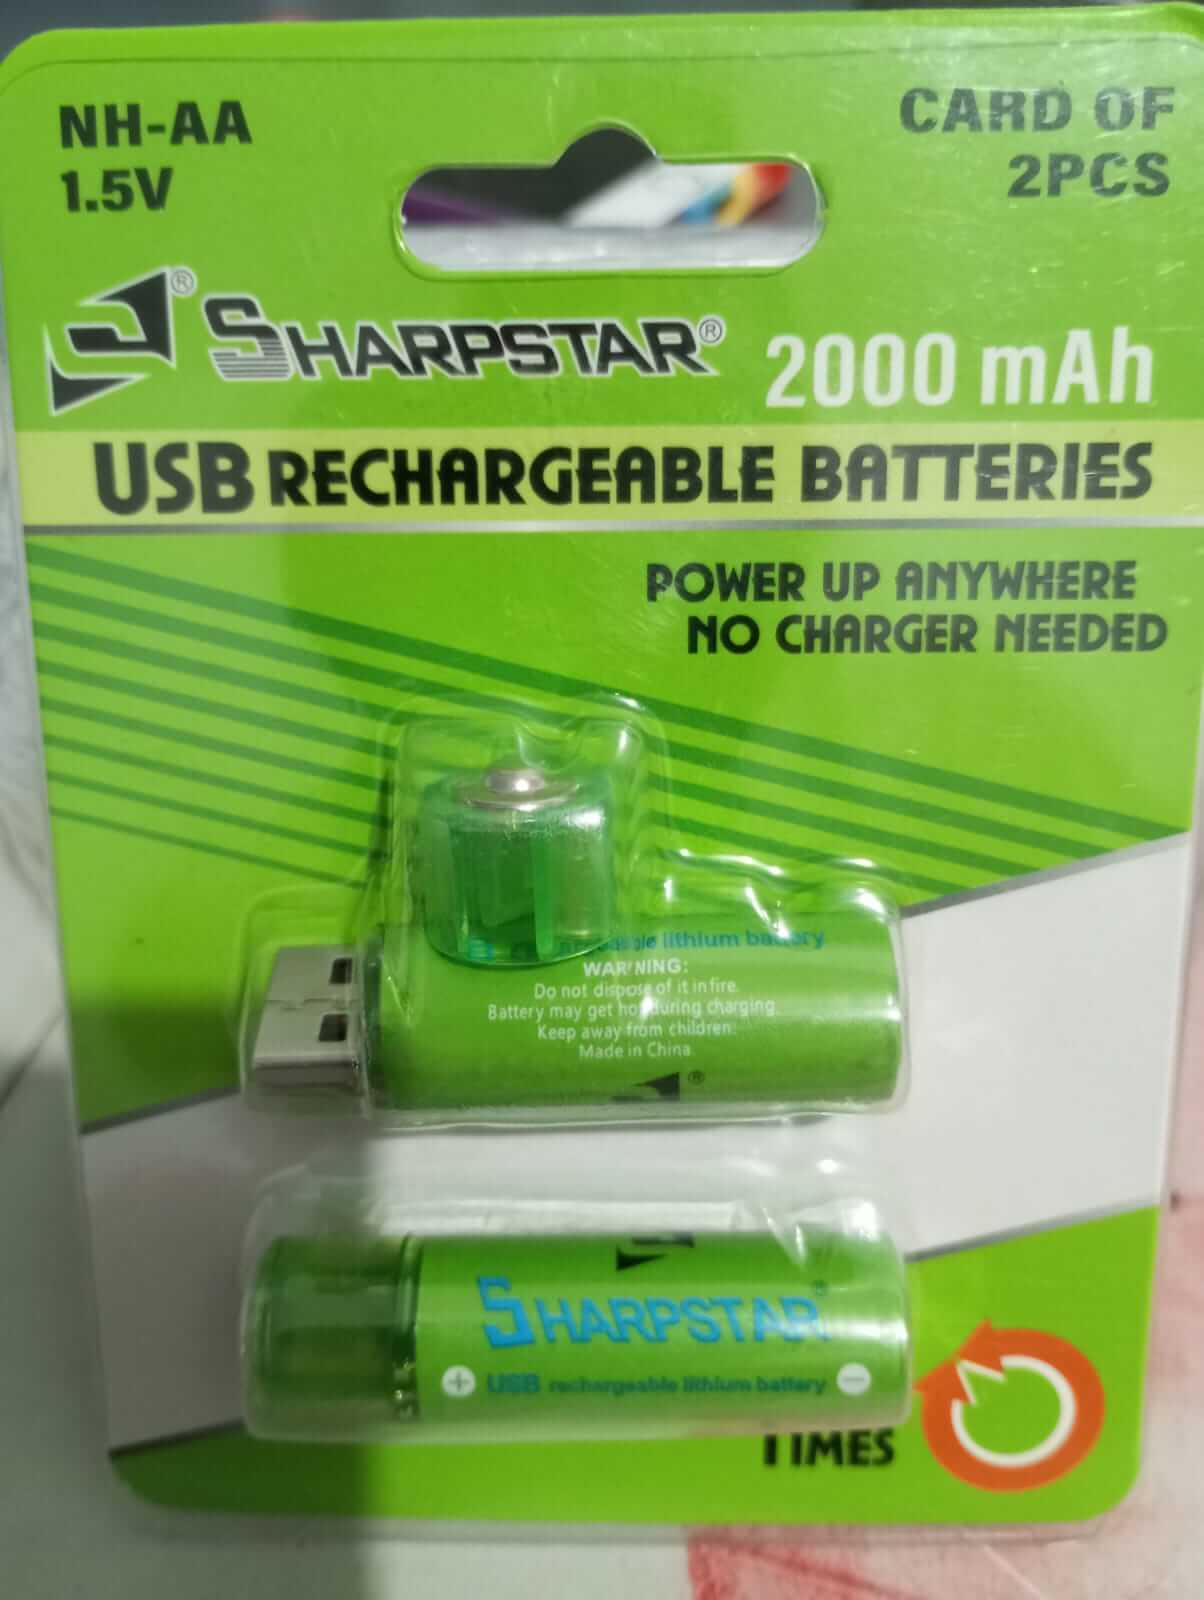 NH-AA
1.5V
CARD OF
2PCS
SHARPSTAR®
2000 mAh
USB RECHARGEABLE BATTERIES
POWER UP ANYWHERE
NO CHARGER NEEDED
lithium battery
WARNING:
Do not dispose of it in fire.
Battery may get hot during charging.
Keep away from children.
Made in China
®
SHARPSTAR®
+ USB rechargeable lithium battery −
TIMES